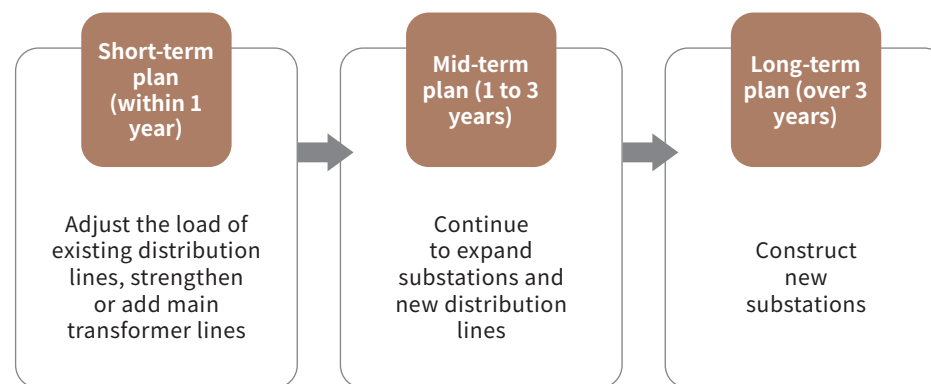 Short-term
plan
(within 1
year)
Adjust the load of
existing distribution
lines, strengthen
or add main
transformer lines
Mid-term
plan (1 to 3
years)
Continue
to expand
substations and
new distribution
lines
Long-term
plan (over 3
years)
Construct
new
substations